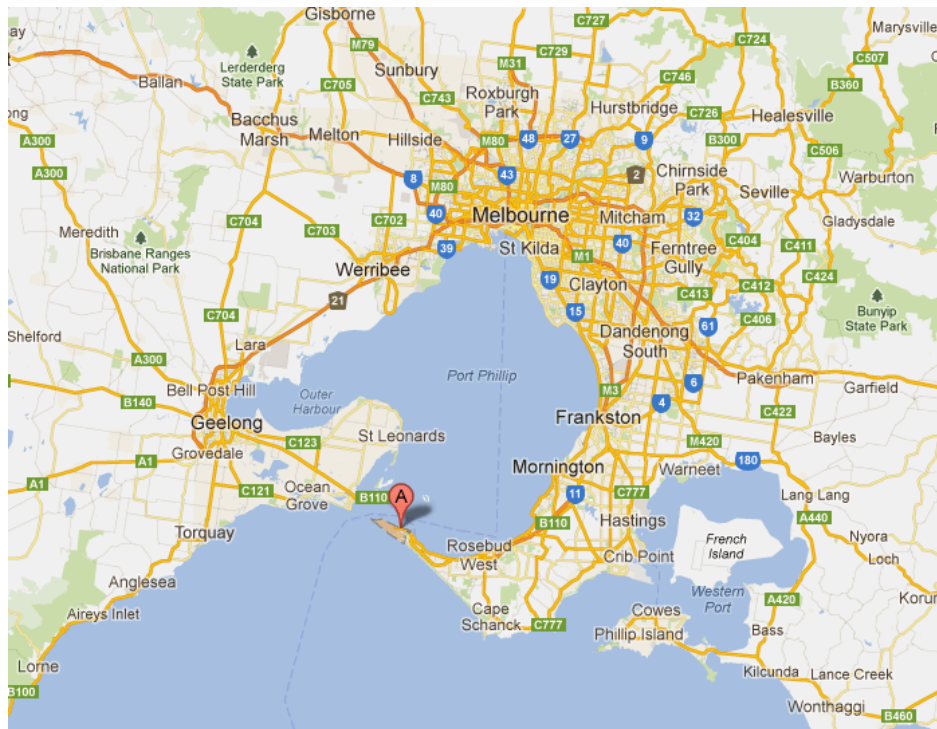 Gisborne
C727
C724
Marysville
ay
M79
C729
C507
Lerderderg
State Park
Sunbury
M31
C746
B360
Ballan
C705
C743
Roxburgh
Park
Hurstbridge
C726
Healesville
ong
A300
Bacchus
Marsh
Melton
Hillside
M80
48
27
9
B300
C506
A300
8
M80
43
2
Chirnside
Park
Seville
Warburton
C704
C702
40
Melbourne
Mitcham
32
Gladysdale
Meredith
C703
39
St Kilda
40
C404
C411
Brisbane Ranges
National Park
Werribee
M1
Ferntree
Gully
C424
19
Clayton
C413
C412
21
C704
15
C406
Bunyip
State Park
Shelford
Lara
Dandenong
South
61
A300
Port Phillip
Bell Post Hill
Outer
Harbour
M3
6
Pakenham
Garfield
B140
4
C422
Geelong
Frankston
C123
St Leonards
M420
Bayles
Grovedale
A1
Mornington
Warneet
180
A1
C121
Ocean
Grove
B110
A
11
C777
Lang Lang
B110
Hastings
A440
Torquay
French
Island
Nyora
Rosebud
West
Crib Point
Loch
Anglesea
Western
Port
A420
Korun
Aireys Inlet
Cape
Schanck
C777
Cowes
Phillip Island
Bass
Lorne
Kilcunda
Lance Creek
B100
Wonthaggi
B460